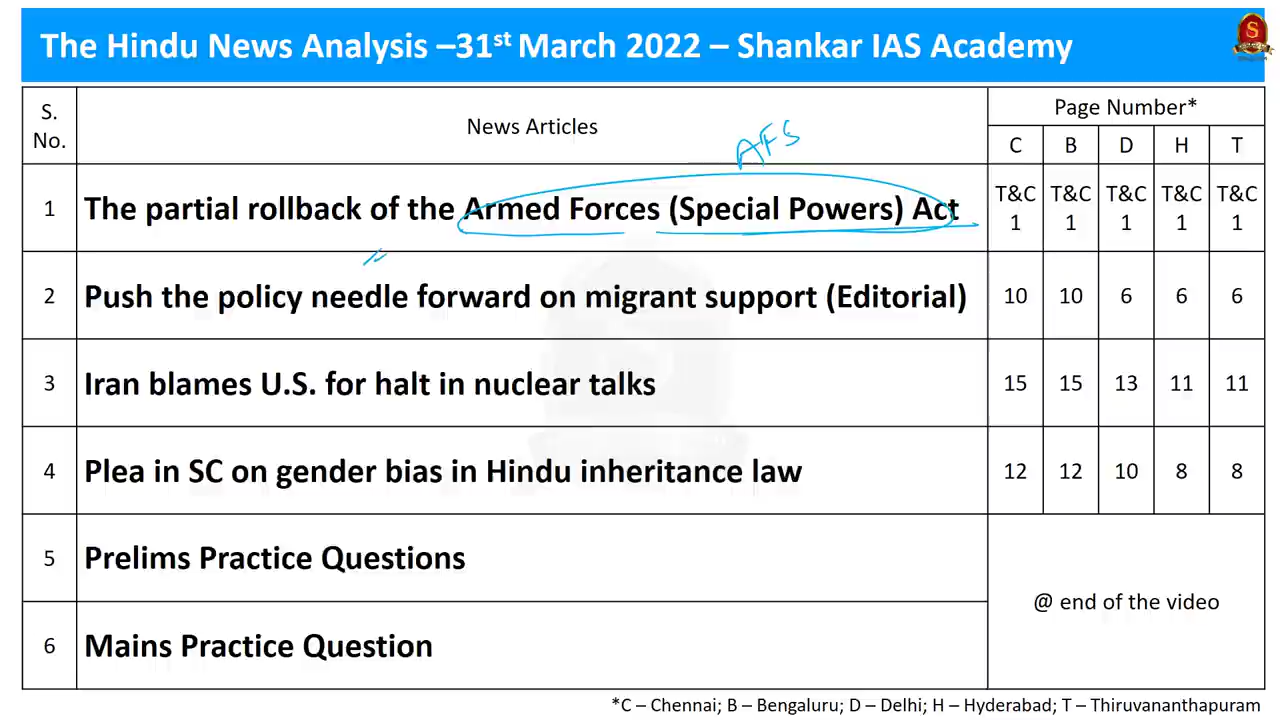 The Hindu News Analysis –31st March 2022 – Shankar IAS Academy
S. No.
News Articles
Page Number*
C B D H T
AFS
1 The partial rollback of the Armed Forces (Special Powers) Act T&C 1 T&C 1 T&C 1 T&C 1 T&C 1
2 Push the policy needle forward on migrant support (Editorial) 10 10 6 6 6
3 Iran blames U.S. for halt in nuclear talks 15 15 13 11 11
4 Plea in SC on gender bias in Hindu inheritance law 12 12 10 8 8
5 Prelims Practice Questions
@ end of the video
6 Mains Practice Question
*C – Chennai; B – Bengaluru; D – Delhi; H – Hyderabad; T – Thiruvananthapuram